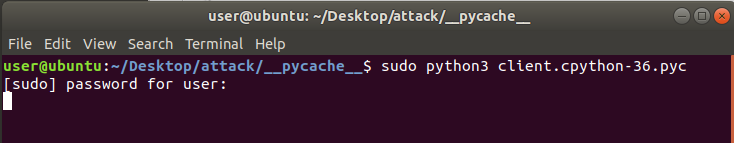 user@ubuntu: ~/Desktop/attack/__pycache__
File Edit View Search Terminal Help
user@ubuntu:~/Desktop/attack/__pycache__$ sudo python3 client.cpython-36.pyc
[sudo] password for user: